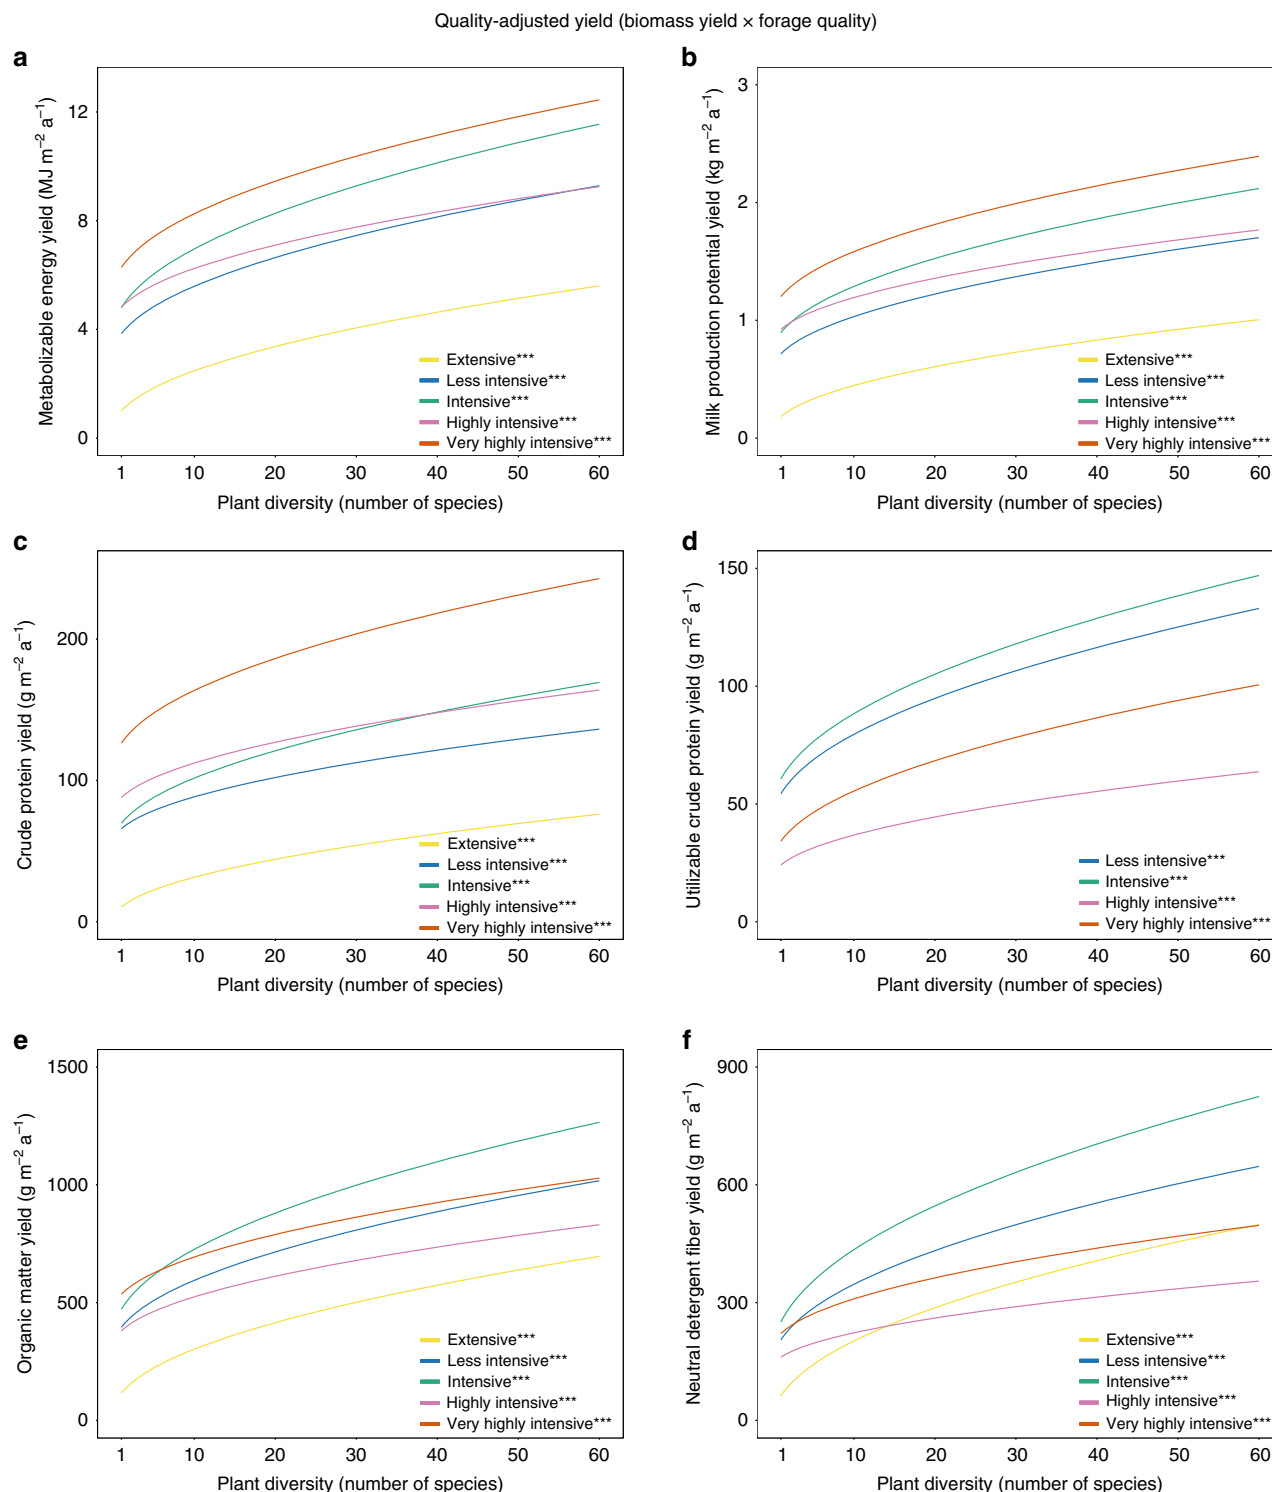 Quality-adjusted yield (biomass yield × forage quality)
a
Metabolizable energy yield (MJ m⁻² a⁻¹)
12
8
4
0
Extensive***
Less intensive***
Intensive***
Highly intensive***
Very highly intensive***
1 10 20 30 40 50 60
Plant diversity (number of species)
b
Milk production potential yield (kg m⁻² a⁻¹)
3
2
1
0
Extensive***
Less intensive***
Intensive***
Highly intensive***
Very highly intensive***
1 10 20 30 40 50 60
Plant diversity (number of species)
c
Crude protein yield (g m⁻² a⁻¹)
200
100
0
Extensive***
Less intensive***
Intensive***
Highly intensive***
Very highly intensive***
1 10 20 30 40 50 60
Plant diversity (number of species)
d
Utilizable crude protein yield (g m⁻² a⁻¹)
150
100
50
0
Less intensive***
Intensive***
Highly intensive***
Very highly intensive***
1 10 20 30 40 50 60
Plant diversity (number of species)
e
Organic matter yield (g m⁻² a⁻¹)
1500
1000
500
0
Extensive***
Less intensive***
Intensive***
Highly intensive***
Very highly intensive***
1 10 20 30 40 50 60
Plant diversity (number of species)
f
Neutral detergent fiber yield (g m⁻² a⁻¹)
900
600
300
0
Extensive***
Less intensive***
Intensive***
Highly intensive***
Very highly intensive***
1 10 20 30 40 50 60
Plant diversity (number of species)